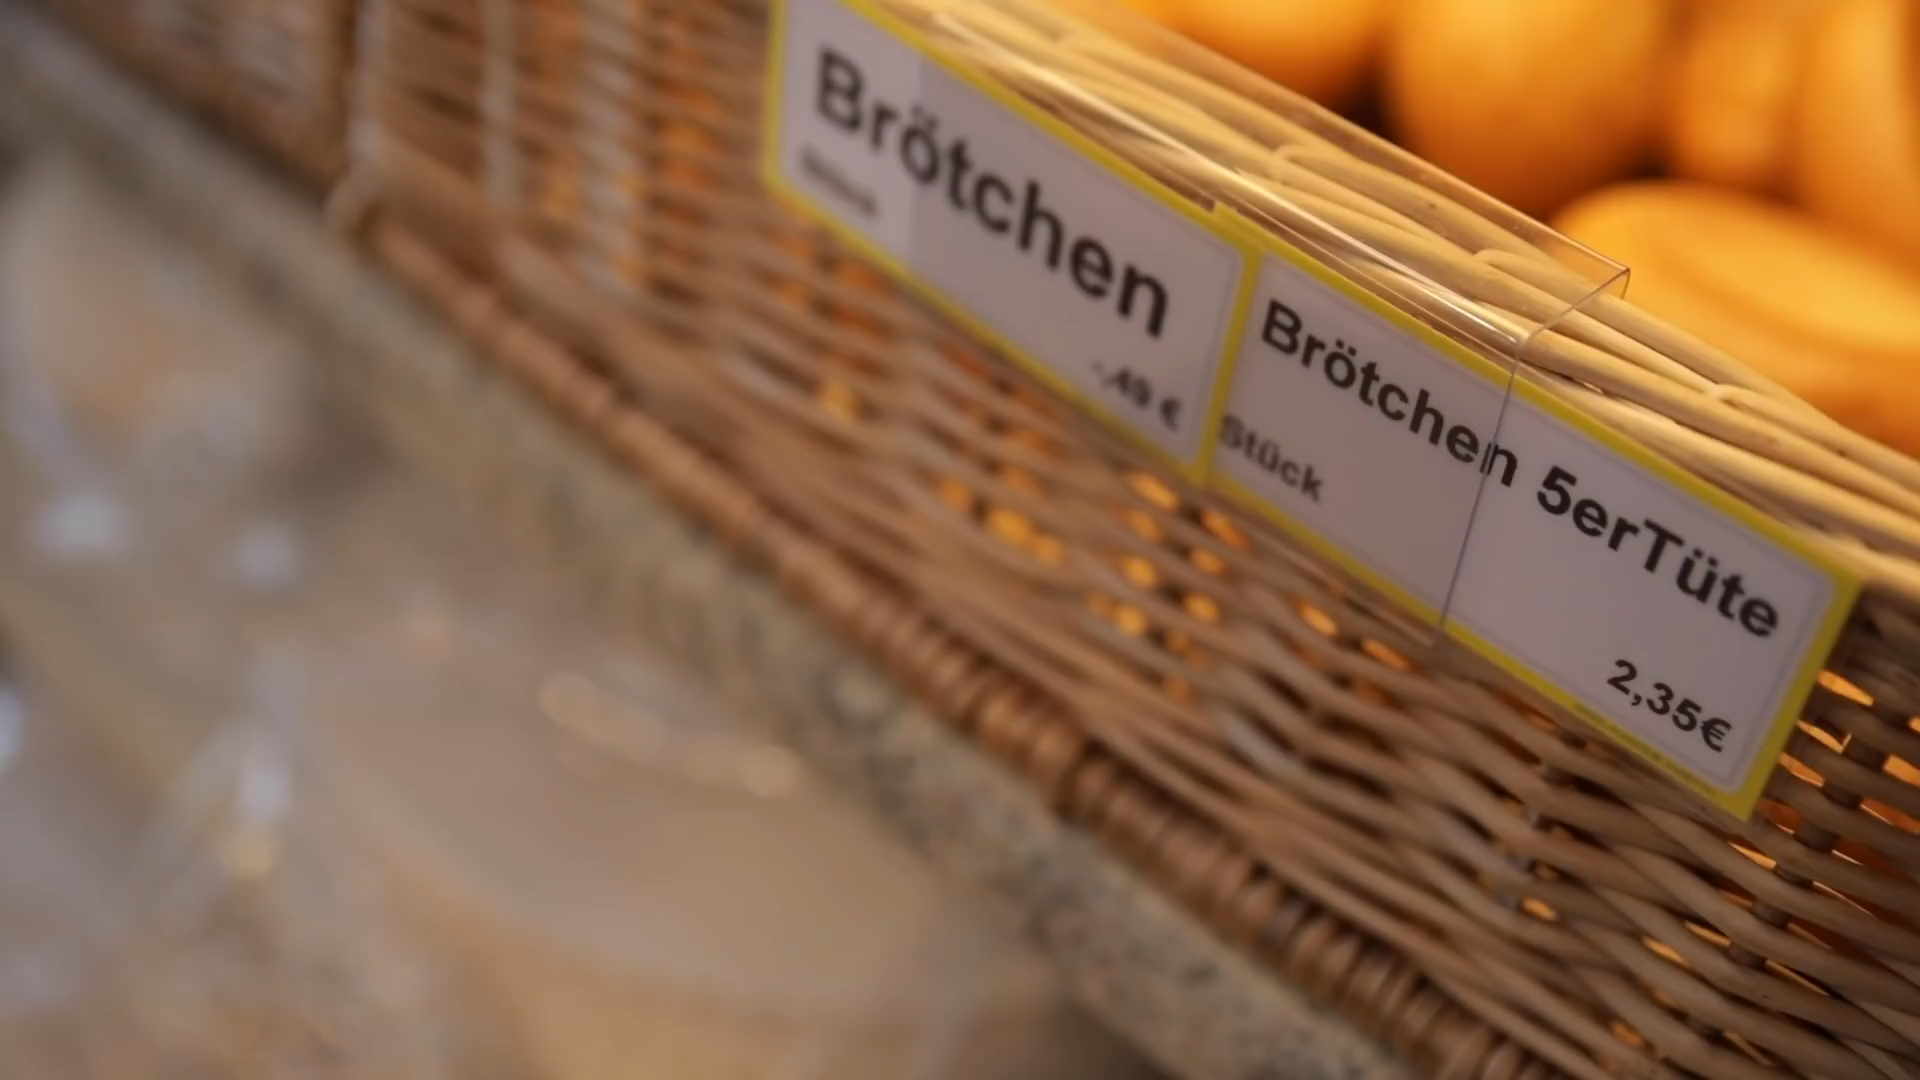 Brötchen
-,49 €
Brötchen 5erTüte
Stück
2,35€